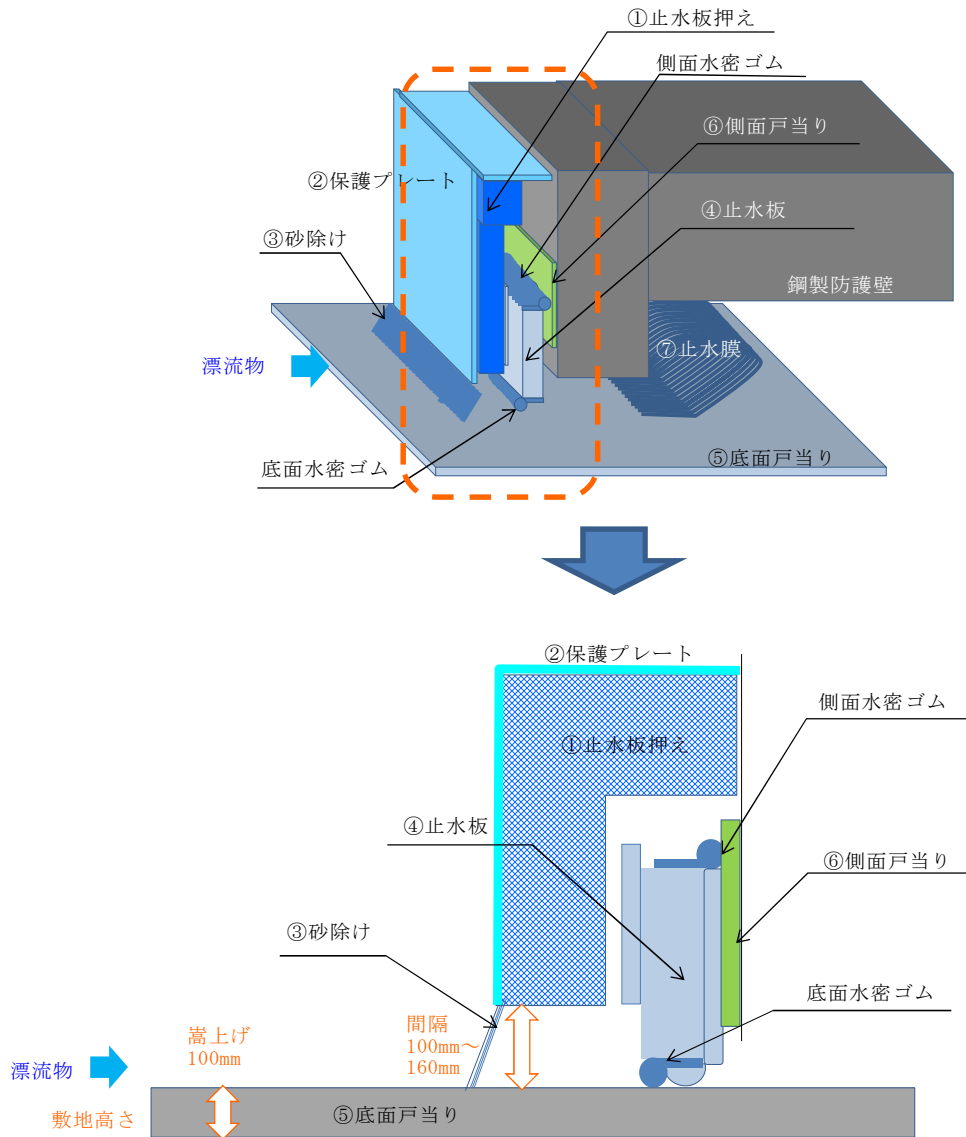 ①止水板押え
側面水密ゴム
⑥側面戸当り
②保護プレート
④止水板
③砂除け
鋼製防護壁
⑦止水膜
漂流物
⑤底面戸当り
底面水密ゴム
②保護プレート
側面水密ゴム
①止水板押え
④止水板
⑥側面戸当り
③砂除け
底面水密ゴム
間隔
100mm～
160mm
嵩上げ
100mm
漂流物
敷地高さ
⑤底面戸当り